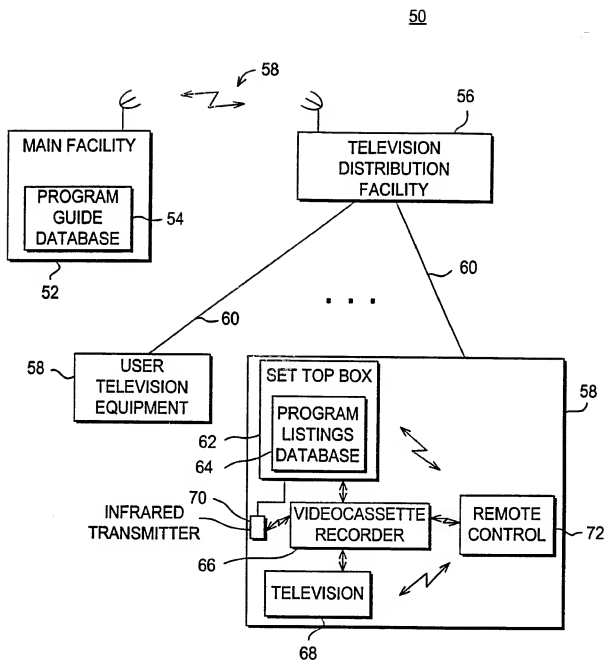 50
58
56
MAIN FACILITY
PROGRAM
GUIDE
DATABASE
54
52
TELEVISION
DISTRIBUTION
FACILITY
60
60
58
USER
TELEVISION
EQUIPMENT
SET TOP BOX
58
PROGRAM
LISTINGS
DATABASE
62
64
70
INFRARED
TRANSMITTER
VIDEOCASSETTE
RECORDER
66
REMOTE
CONTROL
72
TELEVISION
68